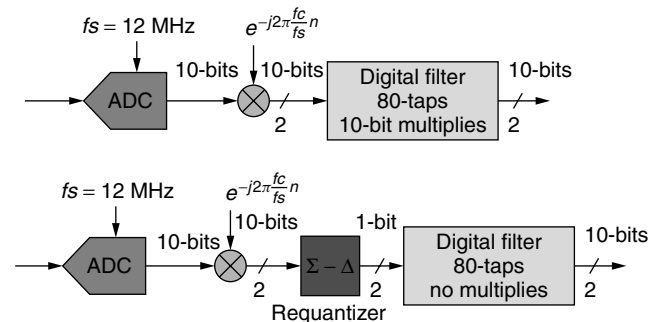 fs = 12 MHz
e^{-j2π\frac{fc}{fs}n}
10-bits
10-bits
10-bits
ADC
2
Digital filter
80-taps
10-bit multiplies
2
fs = 12 MHz
e^{-j2π\frac{fc}{fs}n}
10-bits
10-bits
1-bit
10-bits
ADC
2
Σ – Δ
2
Digital filter
80-taps
no multiplies
2
Requantizer